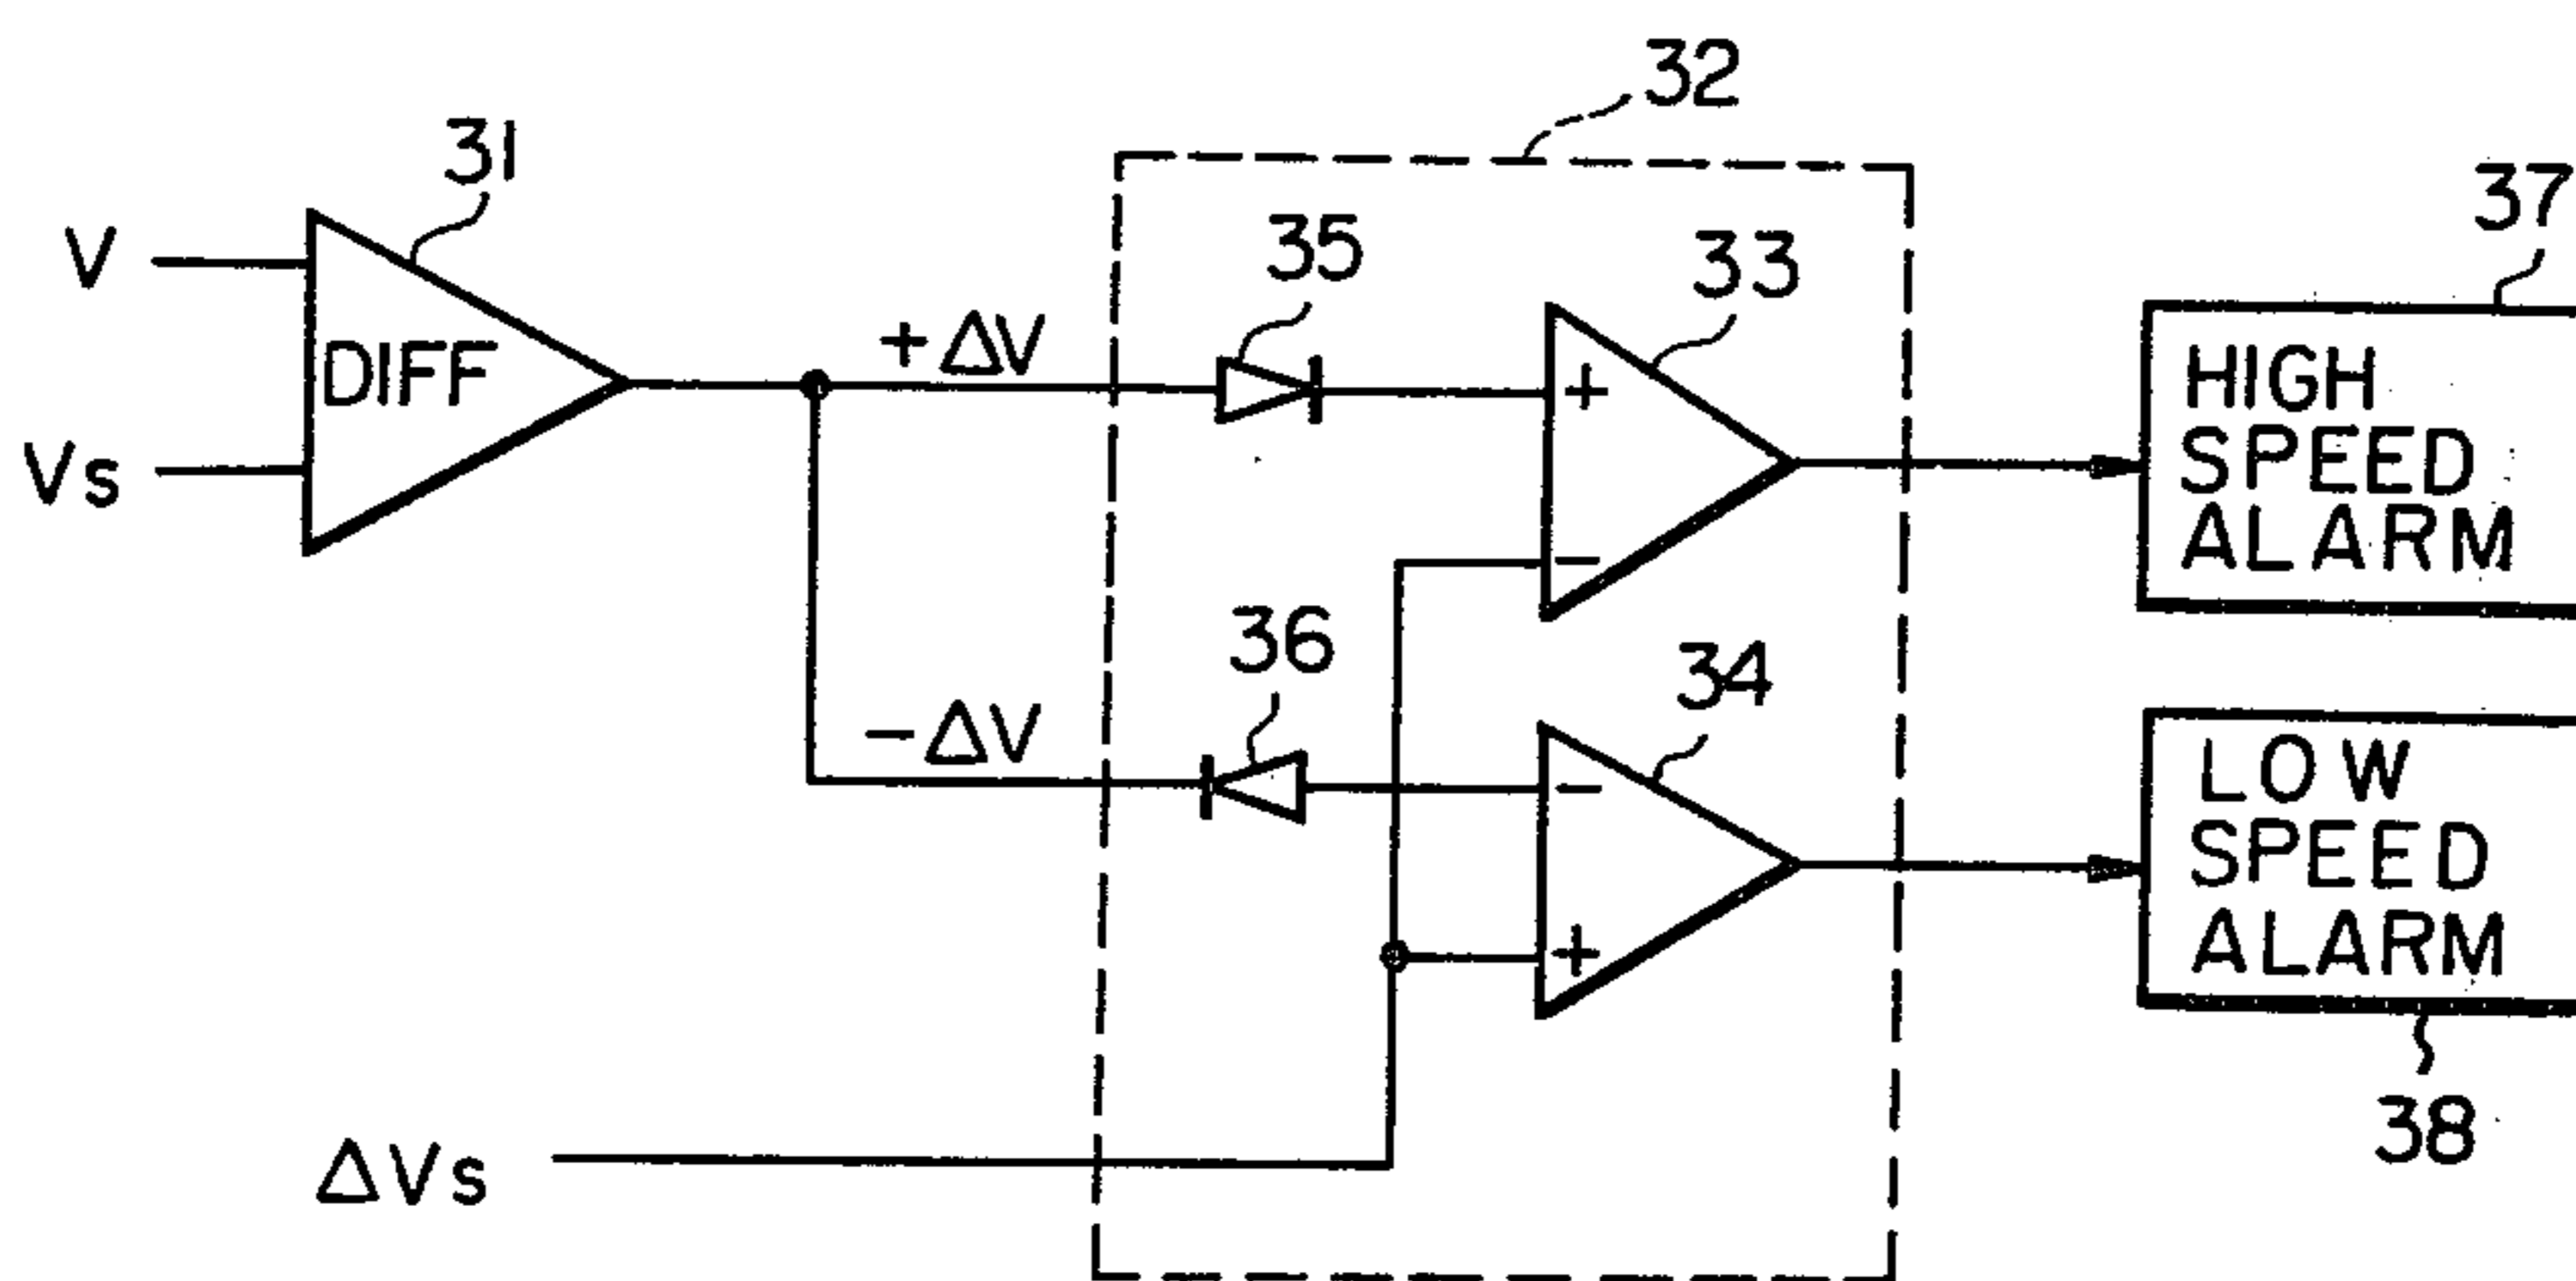 32
31
37
V
35
33
HIGH
SPEED
ALARM
DIFF
+ΔV
+
Vs
−
36
34
LOW
SPEED
ALARM
−ΔV
−
+
38
ΔVs